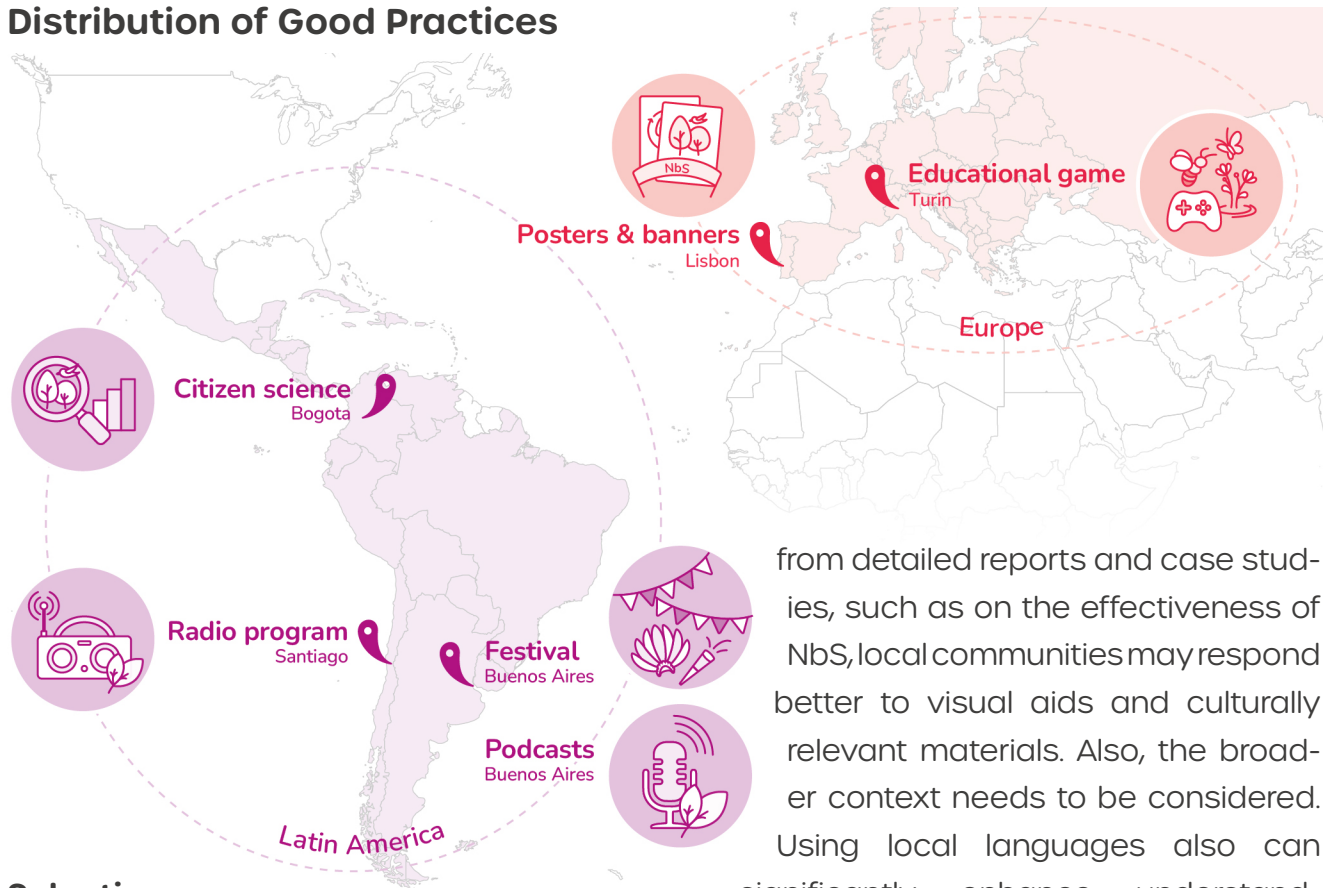 Distribution of Good Practices
NbS
Educational game
Turin
Posters & banners
Lisbon
Europe
Citizen science
Bogota
Radio program
Santiago
Festival
Buenos Aires
Podcasts
Buenos Aires
Latin America
from detailed reports and case stud-
ies, such as on the effectiveness of
NbS, local communities may respond
better to visual aids and culturally
relevant materials. Also, the broad-
er context needs to be considered.
Using local languages also can
significantly enhance understand-